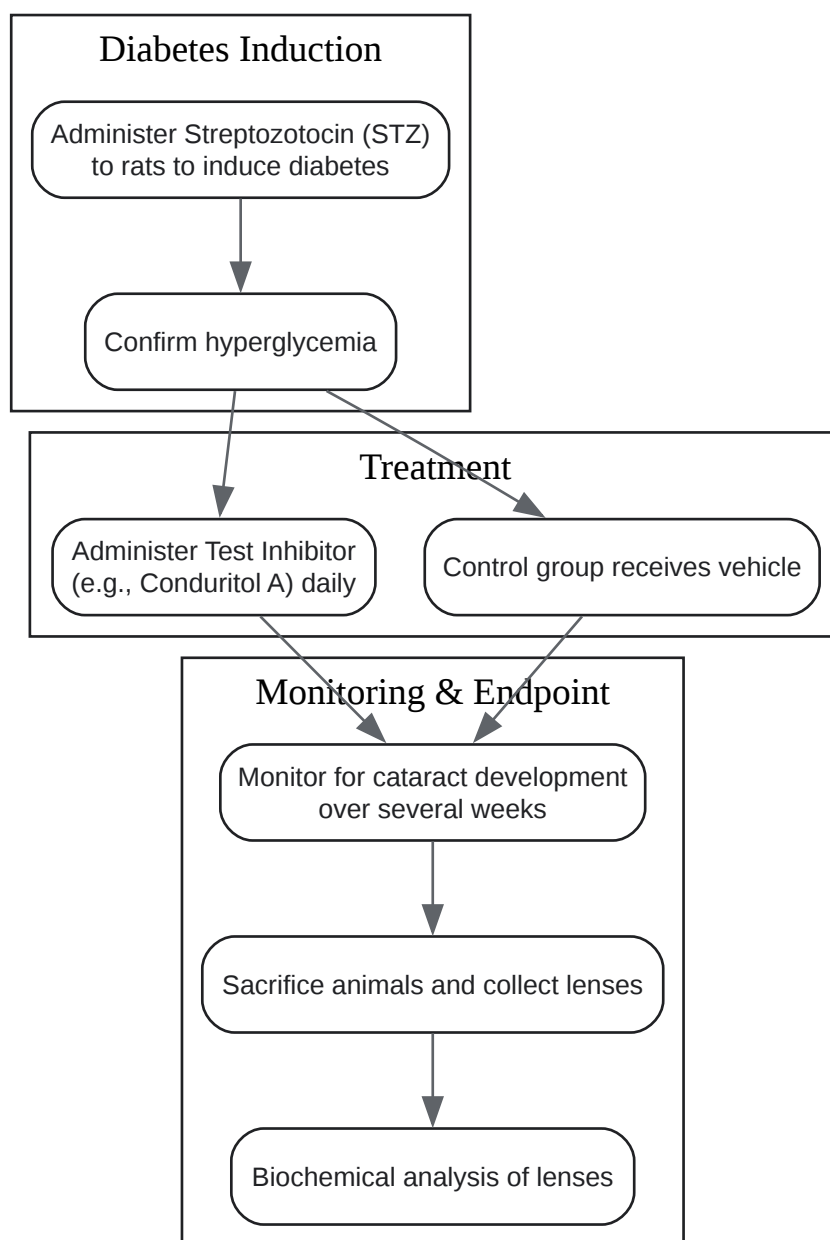 Diabetes Induction
Administer Streptozotocin (STZ)
to rats to induce diabetes
Confirm hyperglycemia
Treatment
Administer Test Inhibitor
(e.g., Conduritol A) daily
Control group receives vehicle
Monitoring & Endpoint
Monitor for cataract development
over several weeks
Sacrifice animals and collect lenses
Biochemical analysis of lenses